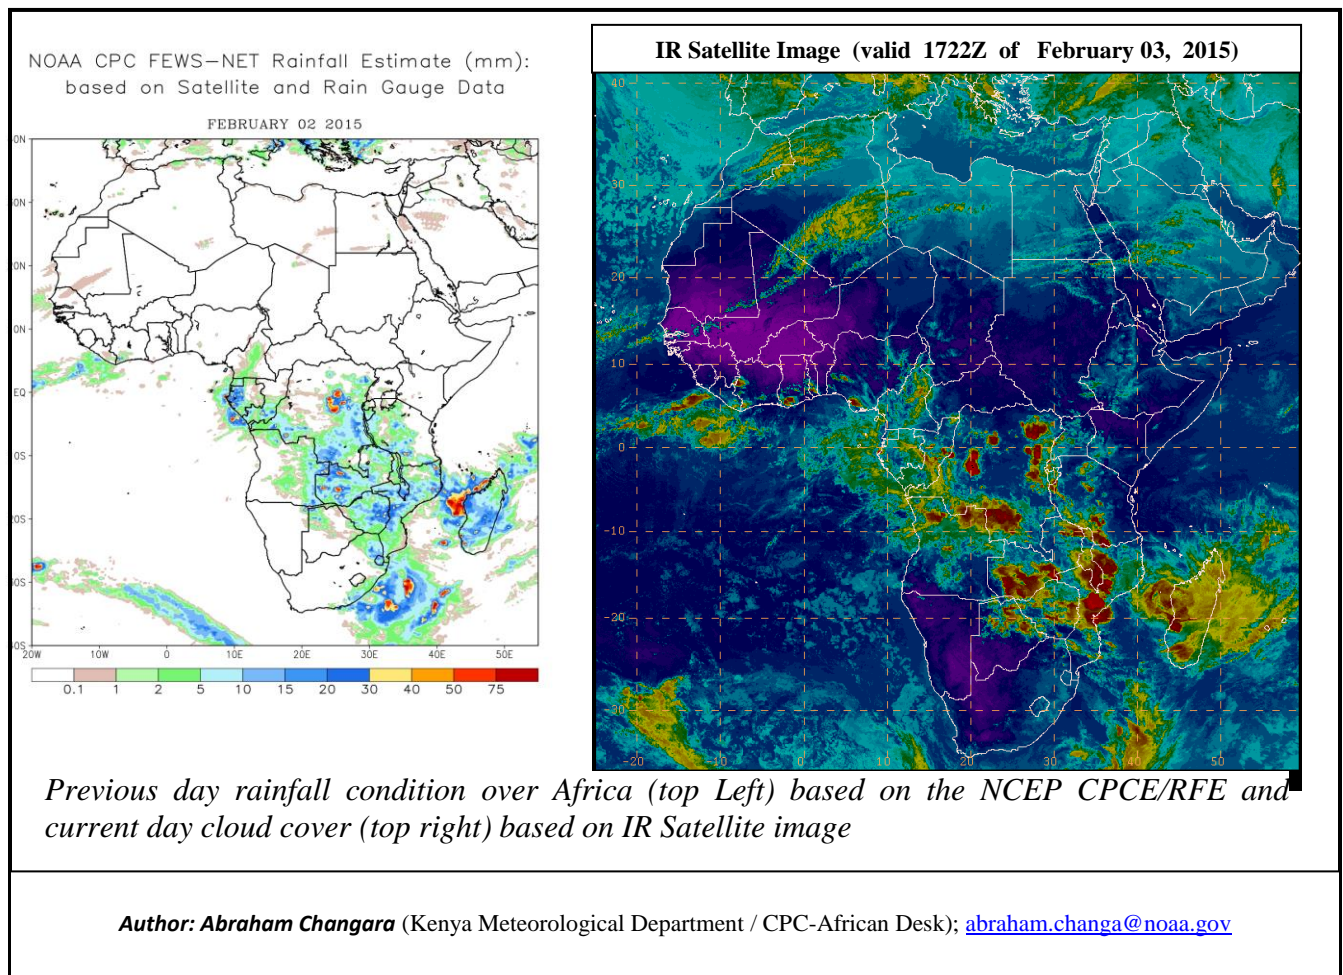 NOAA CPC FEWS−NET Rainfall Estimate (mm):
based on Satellite and Rain Gauge Data
FEBRUARY 02 2015
EQ
20W 10W 0 10E 20E 30E 40E 50E
0.1 1 2 5 10 15 20 30 40 50 75
IR Satellite Image (valid 1722Z of February 03, 2015)
40
30
20
10
0
-10
-20
-30
-20 -10 0 10 20 30 40 50
Previous day rainfall condition over Africa (top Left) based on the NCEP CPCE/RFE and
current day cloud cover (top right) based on IR Satellite image
Author: Abraham Changara (Kenya Meteorological Department / CPC-African Desk); abraham.changa@noaa.gov